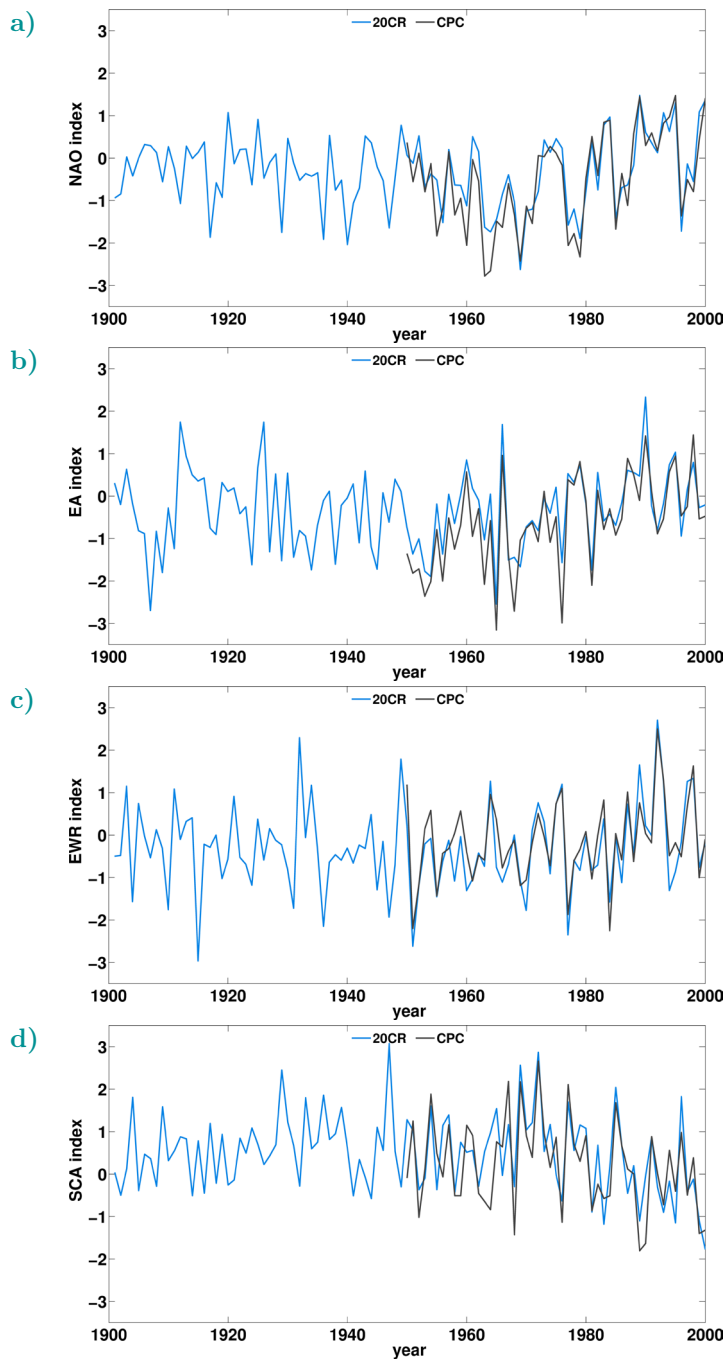 a)
20CR CPC
3
2
1
0
-1
-2
-3
NAO index
1900 1920 1940 1960 1980 2000
year
b)
20CR CPC
3
2
1
0
-1
-2
-3
EA index
1900 1920 1940 1960 1980 2000
year
c)
20CR CPC
3
2
1
0
-1
-2
-3
EWR index
1900 1920 1940 1960 1980 2000
year
d)
20CR CPC
3
2
1
0
-1
-2
-3
SCA index
1900 1920 1940 1960 1980 2000
year